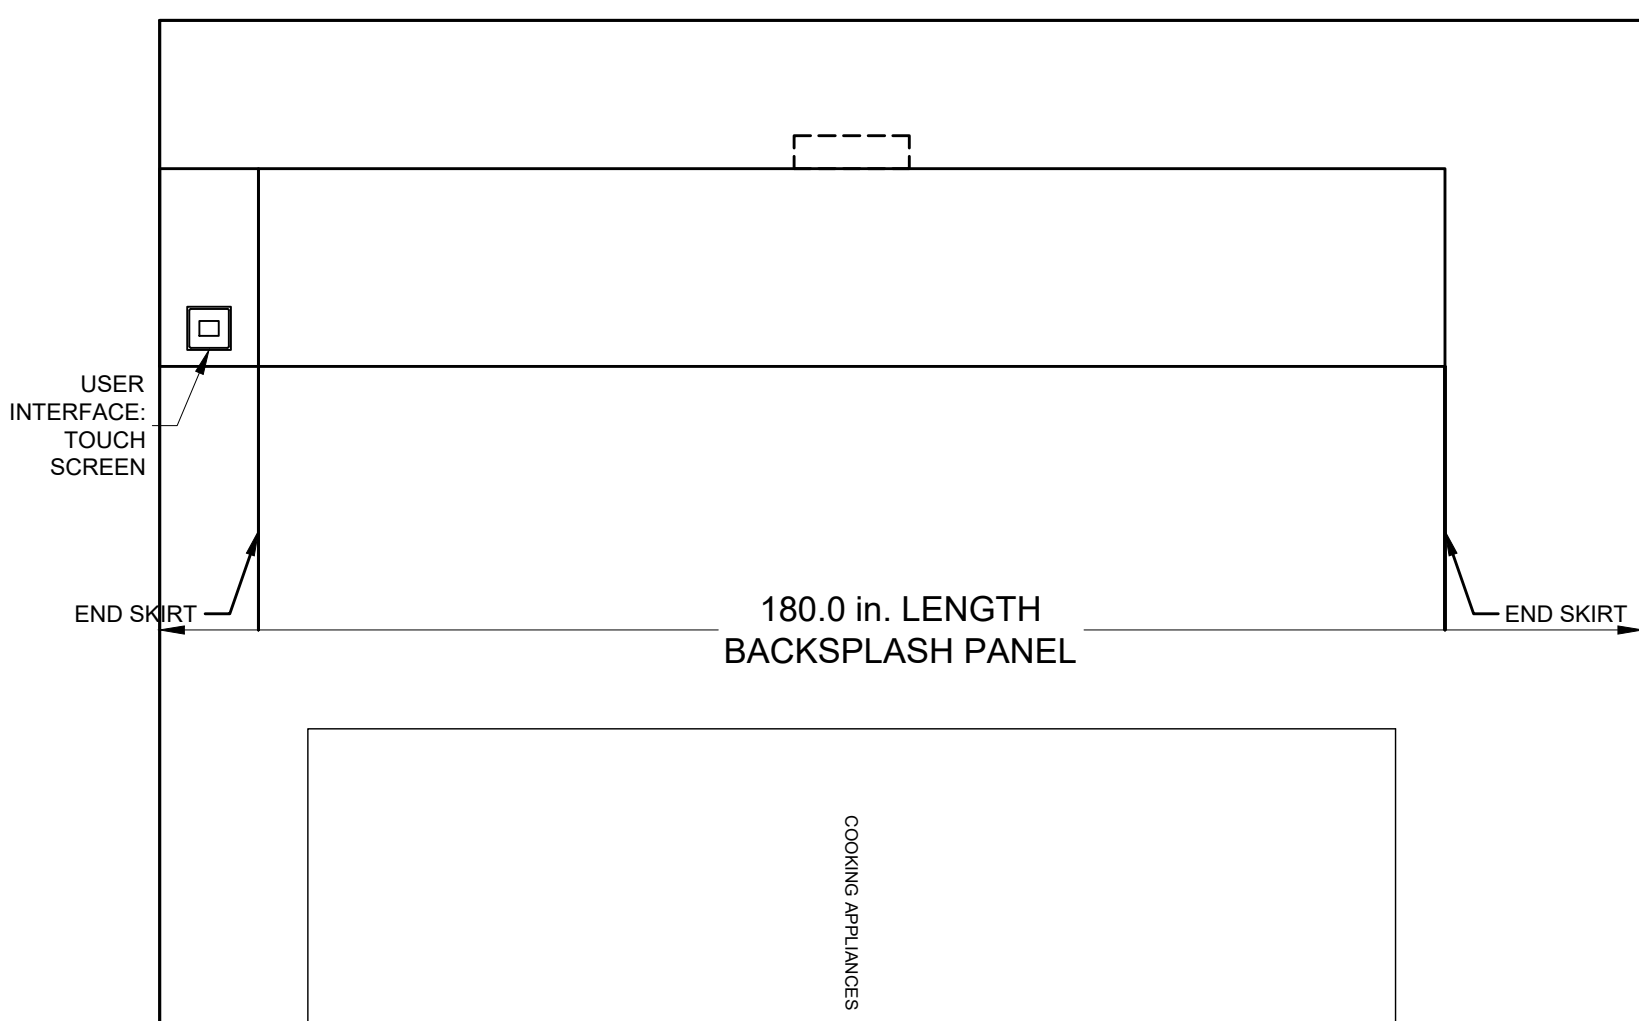 USER
INTERFACE:
TOUCH
SCREEN
END SKIRT
180.0 in. LENGTH
BACKSPLASH PANEL
END SKIRT
COOKING APPLIANCES